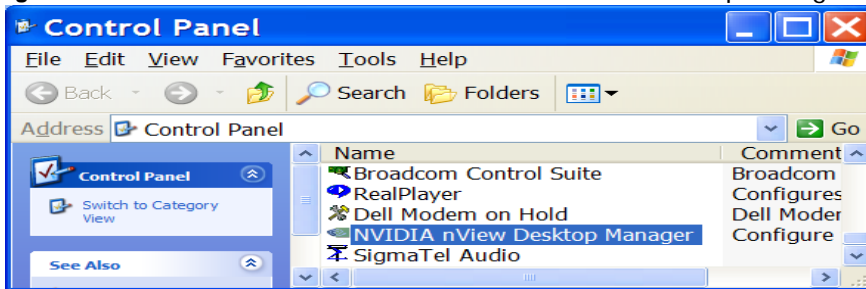 Control Panel
File Edit View Favorites Tools Help
Back Search Folders
Address Control Panel Go
Control Panel
Switch to Category
View
See Also
Name Comment
Broadcom Control Suite Broadcom
RealPlayer Configures
Dell Modem on Hold Dell Moder
NVIDIA nView Desktop Manager Configure
SigmaTel Audio